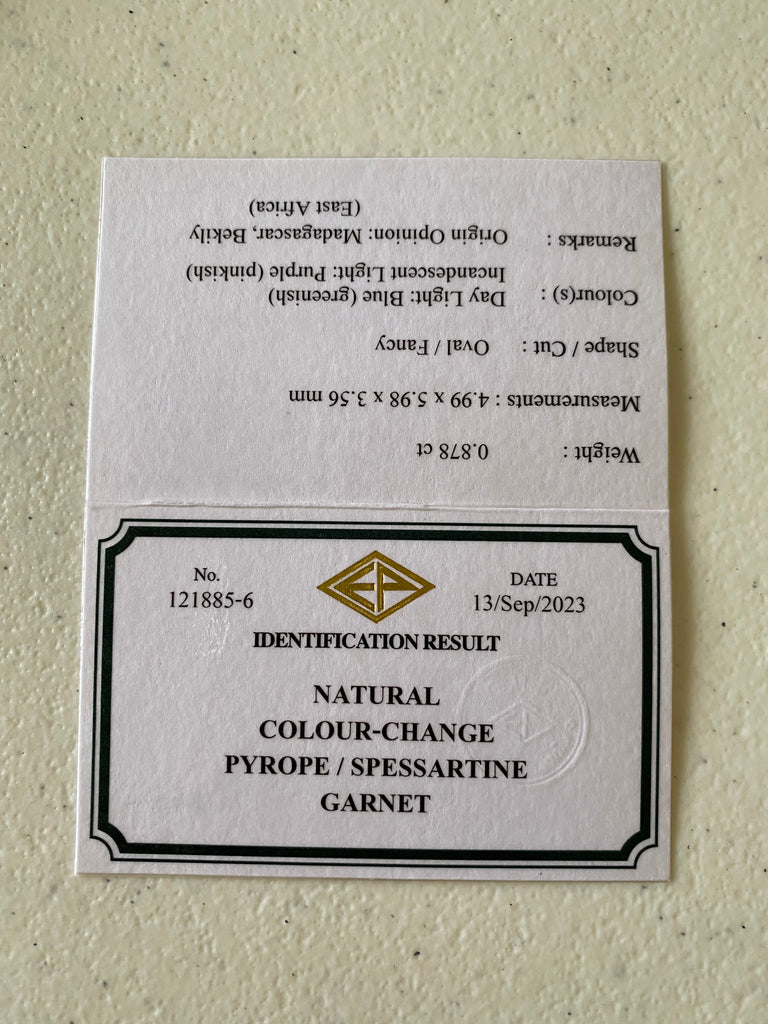 No.
121885-6
EP
DATE
13/Sep/2023
IDENTIFICATION RESULT
NATURAL
COLOUR-CHANGE
PYROPE / SPESSARTINE
GARNET
Weight : 0.878 ct
Measurements : 4.99 x 5.98 x 3.56 mm
Shape / Cut : Oval / Fancy
Colour(s) : Day Light: Blue (greenish)
Incandescent Light: Purple (pinkish)
Remarks : Origin Opinion: Madagascar, Bekily
(East Africa)